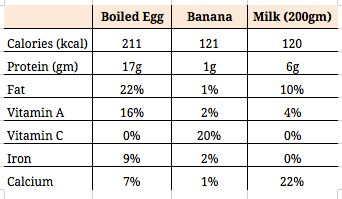 Boiled Egg Banana Milk (200gm)
Calories (kcal) 211 121 120
Protein (gm) 17g 1g 6g
Fat 22% 1% 10%
Vitamin A 16% 2% 4%
Vitamin C 0% 20% 0%
Iron 9% 2% 0%
Calcium 7% 1% 22%